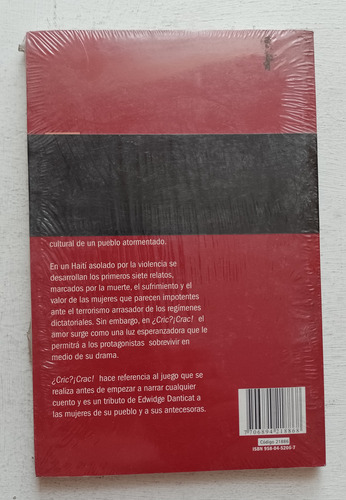 cultural de un pueblo atormentado.
En un Haití asolado por la violencia se
desarrollan los primeros siete relatos,
marcados por la muerte, el sufrimiento y el
valor de las mujeres que parecen impotentes
ante el terrorismo arrasador de los regímenes
dictatoriales. Sin embargo, en ¿Cric?¡Crac! el
amor surge como una luz esperanzadora que le
permitrá a los protagonistas sobrevivir en
medio de su drama.
¿Cric?¡Crac! hace referencia al juego que se
realiza antes de empezar a narrar cualquier
cuento y es un tributo de Edwidge Danticat a
las mujeres de su pueblo y a sus antecesoras.
9706894218868
Código 21886
ISBN 958-04-5200-7